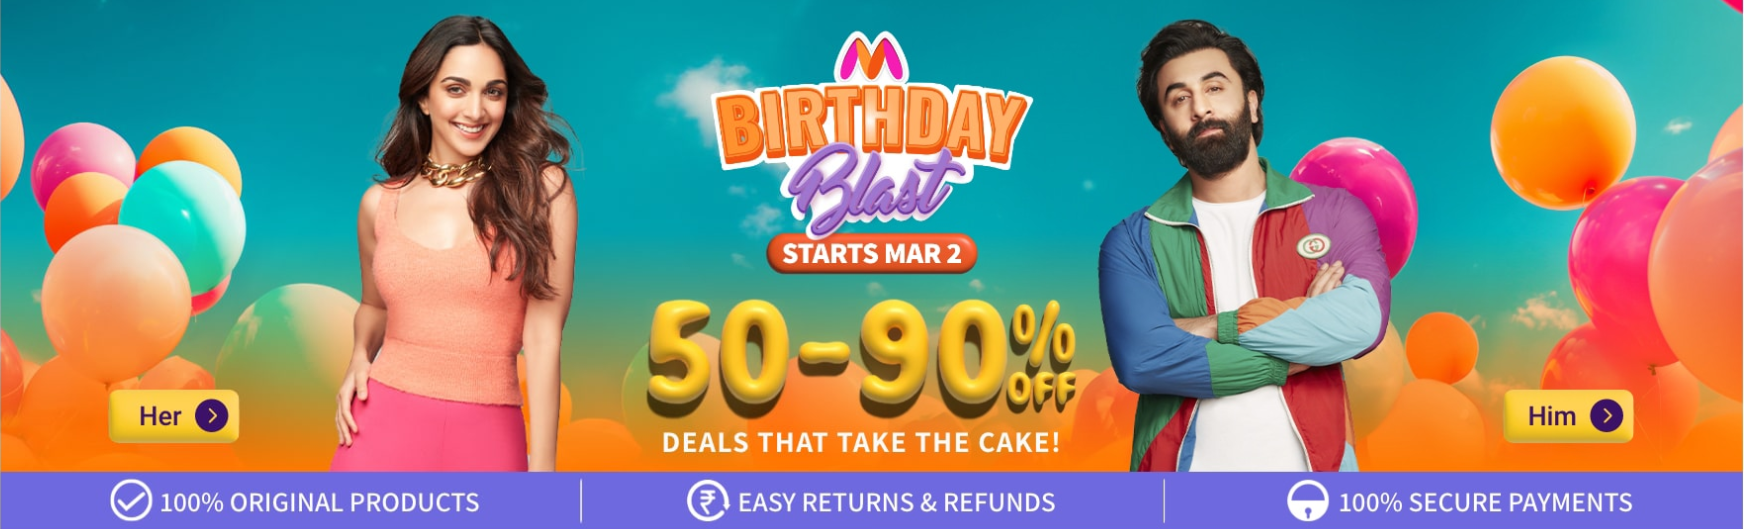 BIRTHDAY
Blast
STARTS MAR 2
50-90% OFF
DEALS THAT TAKE THE CAKE!
Her
Him
100% ORIGINAL PRODUCTS
EASY RETURNS & REFUNDS
100% SECURE PAYMENTS